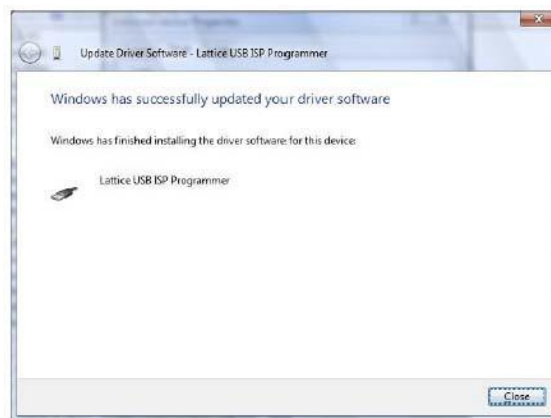 Update Driver Software - Lattice USB ISP Programmer
Windows has successfully updated your driver software
Windows has finished installing the driver software for this device:
Lattice USB ISP Programmer
Close